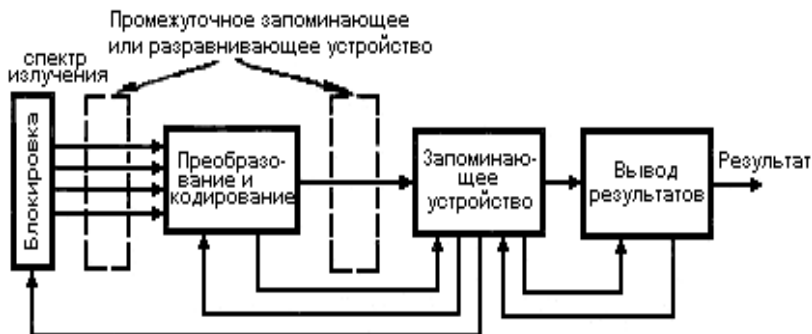 Промежуточное запоминающее
или разравнивающее устройство
спектр
излучения
Блокировка
Преобразо-
вание и
кодирование
Запоминаю-
щее
устройство
Вывод
результатов
Результат